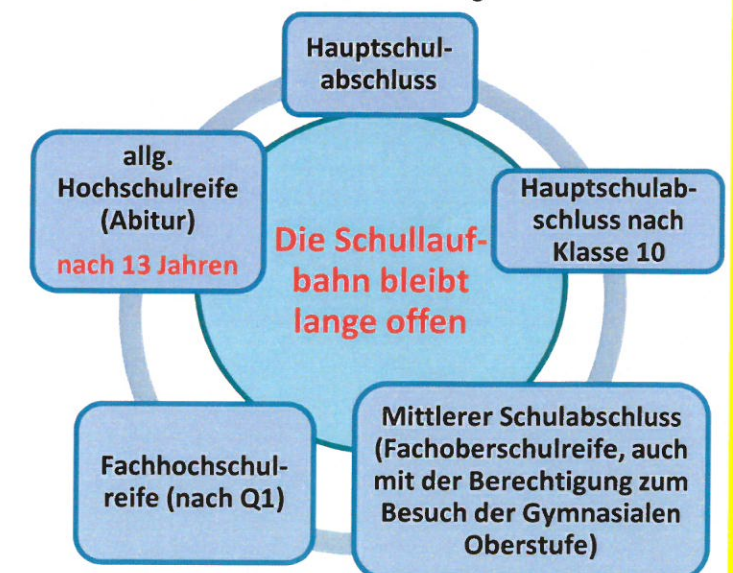 Hauptschul-
abschluss
allg.
Hochschulreife
(Abitur)
nach 13 Jahren
Hauptschulab-
schluss nach
Klasse 10
Die Schullauf-
bahn bleibt
lange offen
Mittlerer Schulabschluss
(Fachoberschulreife, auch
mit der Berechtigung zum
Besuch der Gymnasialen
Oberstufe)
Fachhochschul-
reife (nach Q1)